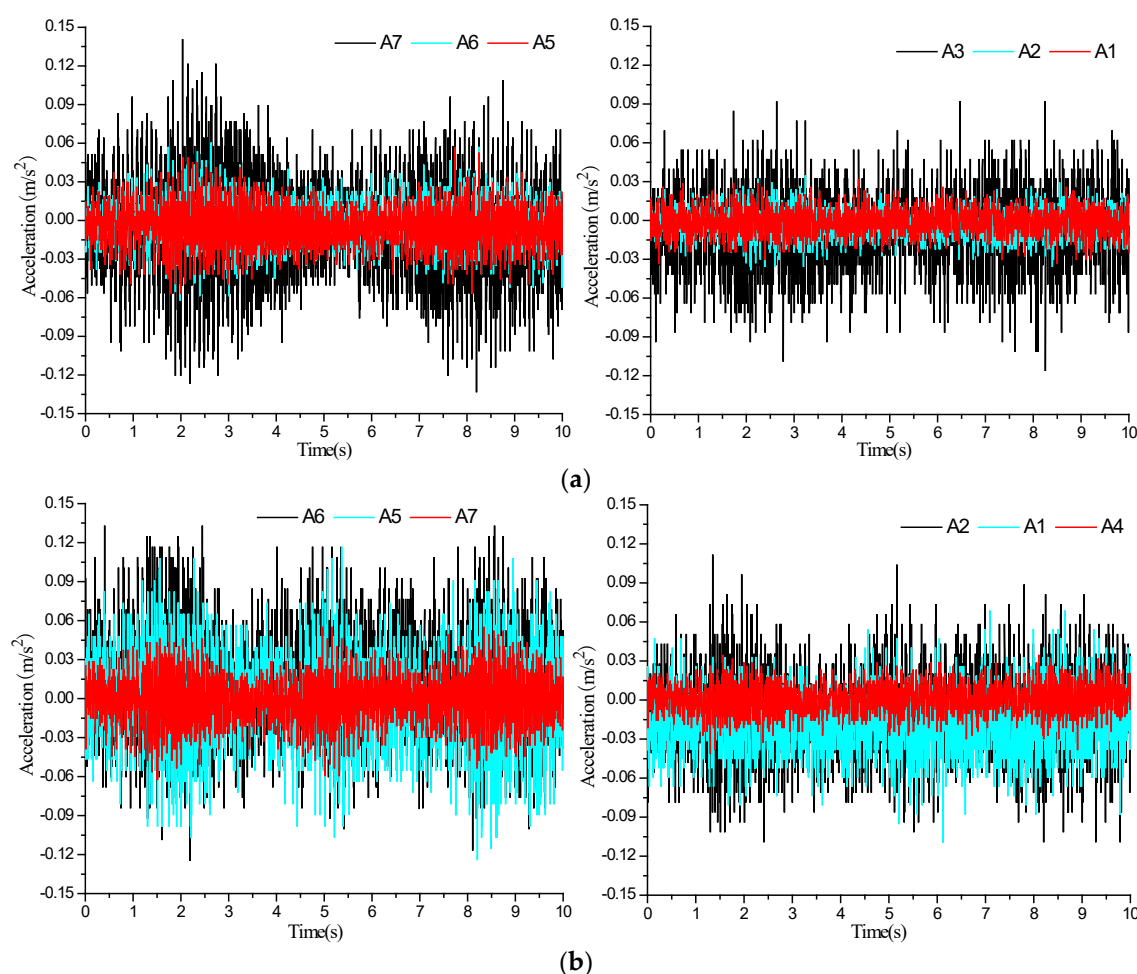 A7 A6 A5
Acceleration (m/s²)
0.15
0.12
0.09
0.06
0.03
0.00
-0.03
-0.06
-0.09
-0.12
-0.15
0 1 2 3 4 5 6 7 8 9 10
Time(s)
A3 A2 A1
Acceleration (m/s²)
0.15
0.12
0.09
0.06
0.03
0.00
-0.03
-0.06
-0.09
-0.12
-0.15
0 1 2 3 4 5 6 7 8 9 10
Time(s)
(a)
A6 A5 A7
Acceleration (m/s²)
0.15
0.12
0.09
0.06
0.03
0.00
-0.03
-0.06
-0.09
-0.12
-0.15
0 1 2 3 4 5 6 7 8 9 10
Time(s)
A2 A1 A4
Acceleration (m/s²)
0.15
0.12
0.09
0.06
0.03
0.00
-0.03
-0.06
-0.09
-0.12
-0.15
0 1 2 3 4 5 6 7 8 9 10
Time(s)
(b)